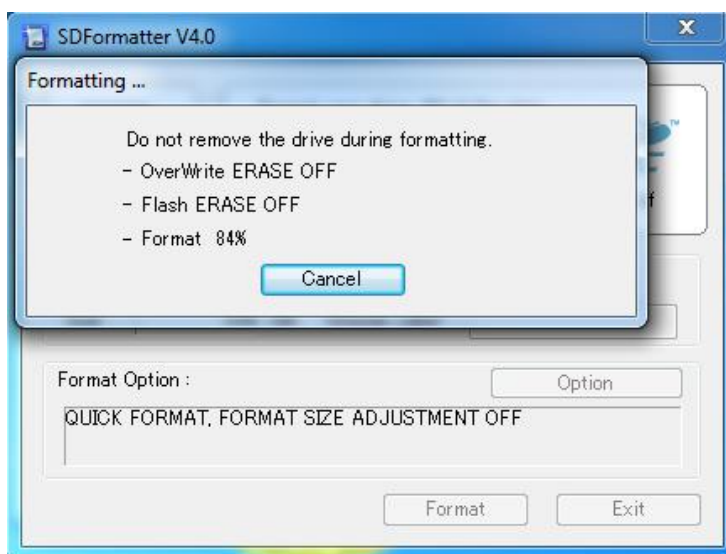 SDFormatter V4.0
Formatting ...
Do not remove the drive during formatting.
- OverWrite ERASE OFF
- Flash ERASE OFF
- Format 84%
Cancel
Format Option :
Option
QUICK FORMAT, FORMAT SIZE ADJUSTMENT OFF
Format
Exit